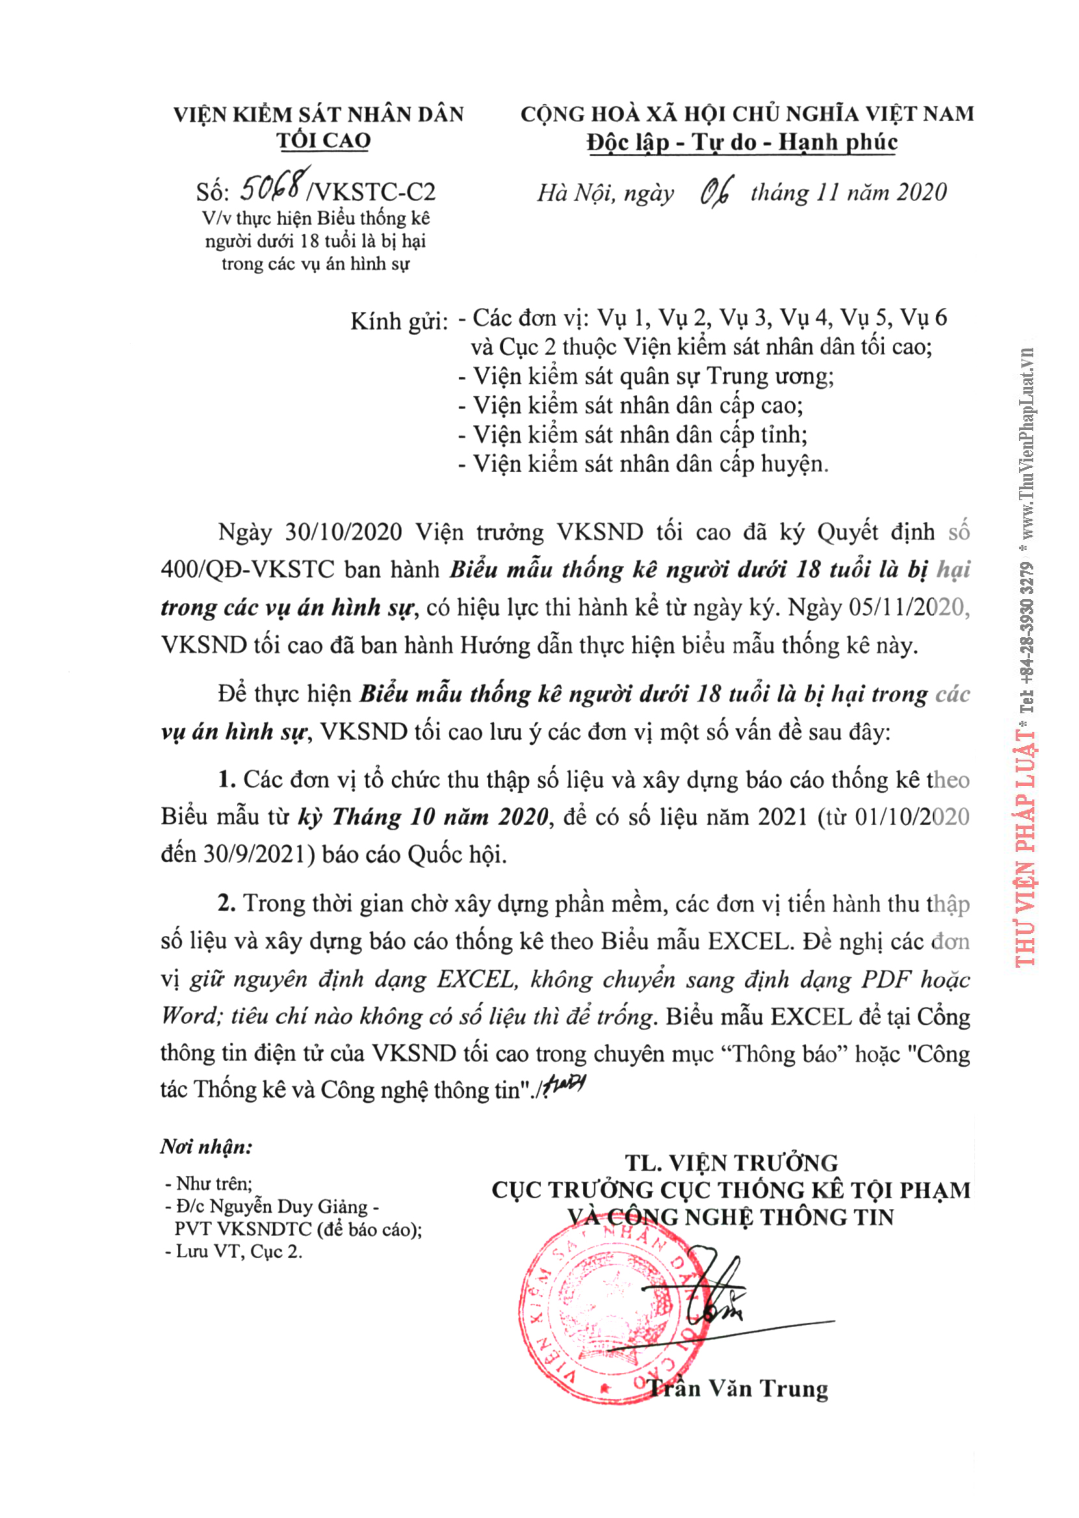 VIỆN KIỂM SÁT NHÂN DÂN
TỐI CAO
Số: 5068/VKSTC-C2
V/v thực hiện Biểu thống kê
người dưới 18 tuổi là bị hại
trong các vụ án hình sự
CỘNG HOÀ XÃ HỘI CHỦ NGHĨA VIỆT NAM
Độc lập - Tự do - Hạnh phúc
Hà Nội, ngày 06 tháng 11 năm 2020
Kính gửi: - Các đơn vị: Vụ 1, Vụ 2, Vụ 3, Vụ 4, Vụ 5, Vụ 6
và Cục 2 thuộc Viện kiểm sát nhân dân tối cao;
- Viện kiểm sát quân sự Trung ương;
- Viện kiểm sát nhân dân cấp cao;
- Viện kiểm sát nhân dân cấp tỉnh;
- Viện kiểm sát nhân dân cấp huyện.
Ngày 30/10/2020 Viện trưởng VKSND tối cao đã ký Quyết định số
400/QĐ-VKSTC ban hành Biểu mẫu thống kê người dưới 18 tuổi là bị hại
trong các vụ án hình sự, có hiệu lực thi hành kể từ ngày ký. Ngày 05/11/2020,
VKSND tối cao đã ban hành Hướng dẫn thực hiện biểu mẫu thống kê này.
Để thực hiện Biểu mẫu thống kê người dưới 18 tuổi là bị hại trong các
vụ án hình sự, VKSND tối cao lưu ý các đơn vị một số vấn đề sau đây:
1. Các đơn vị tổ chức thu thập số liệu và xây dựng báo cáo thống kê theo
Biểu mẫu từ kỳ Tháng 10 năm 2020, để có số liệu năm 2021 (từ 01/10/2020
đến 30/9/2021) báo cáo Quốc hội.
2. Trong thời gian chờ xây dựng phần mềm, các đơn vị tiến hành thu thập
số liệu và xây dựng báo cáo thống kê theo Biểu mẫu EXCEL. Đề nghị các đơn
vị giữ nguyên định dạng EXCEL, không chuyển sang định dạng PDF hoặc
Word; tiêu chí nào không có số liệu thì để trống. Biểu mẫu EXCEL để tại Cổng
thông tin điện tử của VKSND tối cao trong chuyên mục “Thông báo” hoặc "Công
tác Thống kê và Công nghệ thông tin"./.
Nơi nhận:
- Như trên;
- Đ/c Nguyễn Duy Giảng -
PVT VKSNDTC (để báo cáo);
- Lưu VT, Cục 2.
TL. VIỆN TRƯỞNG
CỤC TRƯỞNG CỤC THỐNG KÊ TỘI PHẠM
VÀ CÔNG NGHỆ THÔNG TIN
VIỆN KIỂM SÁT NHÂN DÂN TỐI CAO
Trần Văn Trung
THƯ VIỆN PHÁP LUẬT * Tel: +84-28-3930 3279 * www.ThuVienPhapLuat.vn